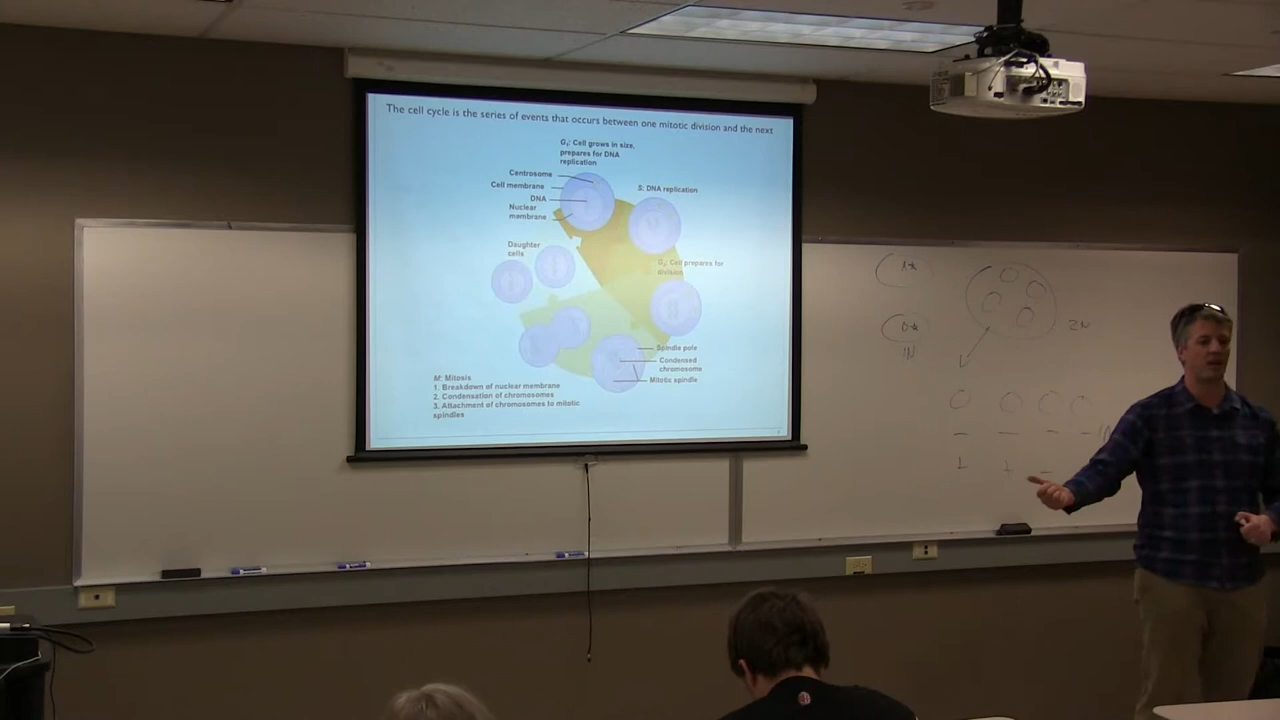 The cell cycle is the series of events that occurs between one mitotic division and the next
G₁: Cell grows in size,
prepares for DNA
replication
Centrosome
Cell membrane
DNA
Nuclear
membrane
S: DNA replication
Daughter
cells
G₂: Cell prepares for
division
Spindle pole
Condensed
chromosome
Mitotic spindle
M: Mitosis
1. Breakdown of nuclear membrane
2. Condensation of chromosomes
3. Attachment of chromosomes to mitotic
spindles
2N
1N